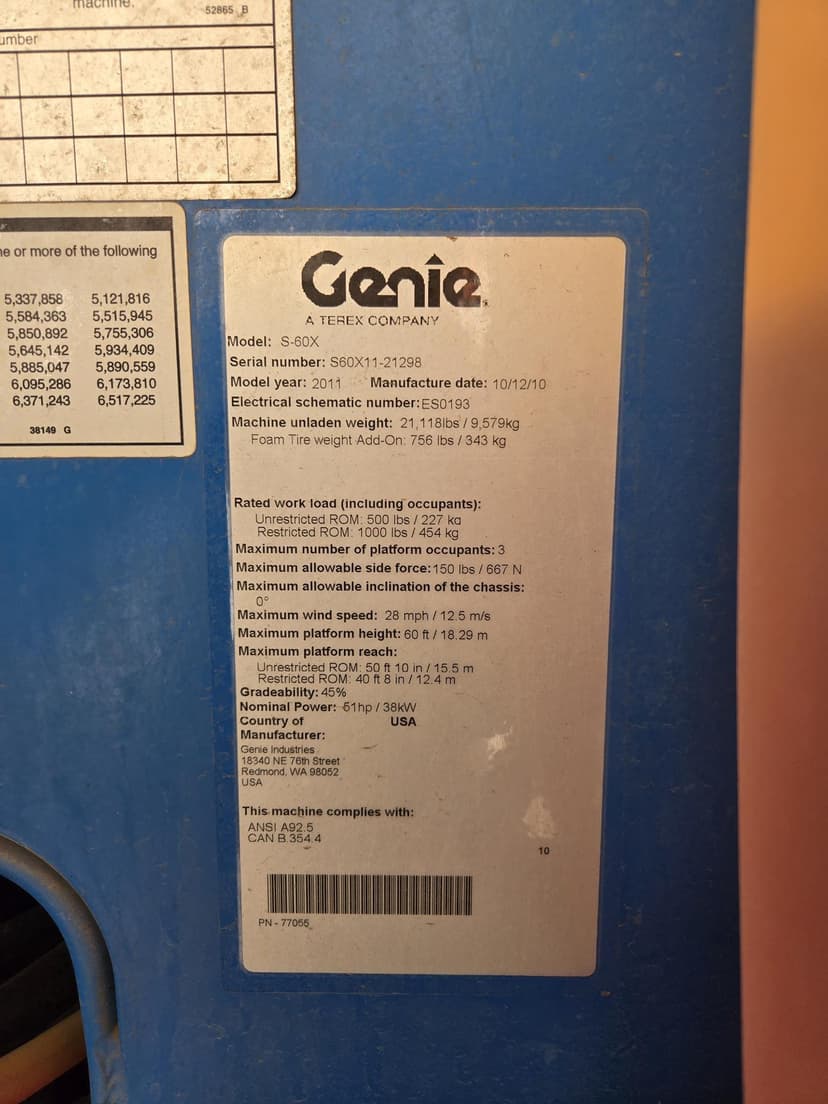 machine.
52865 B
umber
ne or more of the following
5,337,858 5,121,816
5,584,363 5,515,945
5,850,892 5,755,306
5,645,142 5,934,409
5,885,047 5,890,559
6,095,286 6,173,810
6,371,243 6,517,225
38149 G
Genie
A TEREX COMPANY
Model: S-60X
Serial number: S60X11-21298
Model year: 2011 Manufacture date: 10/12/10
Electrical schematic number: ES0193
Machine unladen weight: 21,118lbs / 9,579kg
Foam Tire weight Add-On: 756 lbs / 343 kg
Rated work load (including occupants):
Unrestricted ROM: 500 lbs / 227 kg
Restricted ROM: 1000 lbs / 454 kg
Maximum number of platform occupants: 3
Maximum allowable side force: 150 lbs / 667 N
Maximum allowable inclination of the chassis:
0°
Maximum wind speed: 28 mph / 12.5 m/s
Maximum platform height: 60 ft / 18.29 m
Maximum platform reach:
Unrestricted ROM: 50 ft 10 in / 15.5 m
Restricted ROM: 40 ft 8 in / 12.4 m
Gradeability: 45%
Nominal Power: 51hp / 38kW
Country of USA
Manufacturer:
Genie Industries
18340 NE 76th Street
Redmond, WA 98052
USA
This machine complies with:
ANSI A92.5
CAN B.354.4
10
PN - 77055